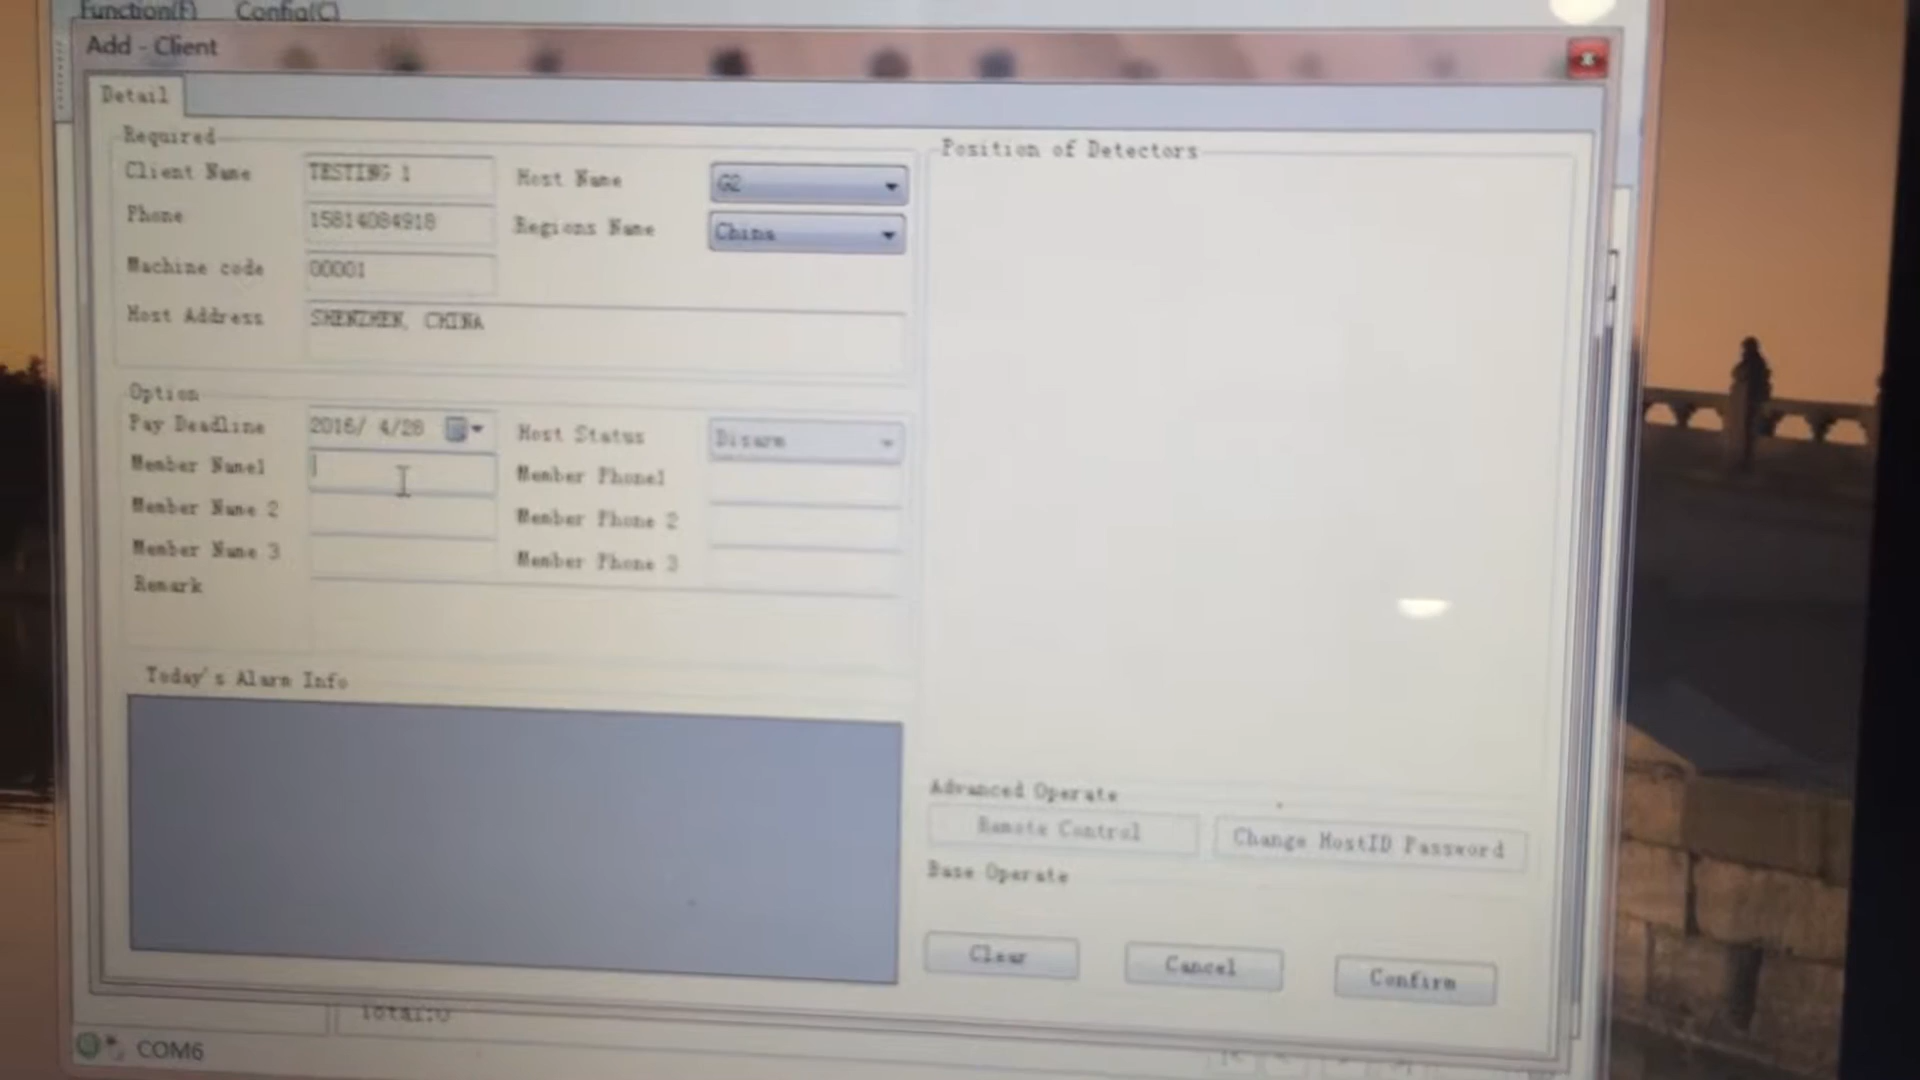 Function(F) Config(C)
Add - Client
Detail
Required
Client Name TESTING 1 Host Name G2
Phone 15814084918 Regions Name China
Machine code 00001
Host Address SHENZHEN, CHINA
Option
Pay Deadline 2016/ 4/28 Host Status Disarm
Member Name1 Member Phone1
Member Name 2 Member Phone 2
Member Name 3 Member Phone 3
Remark
Today's Alarm Info
Position of Detectors
Advanced Operate
Remote Control Change HostID Password
Base Operate
Clear Cancel Confirm
Total:0
COM6